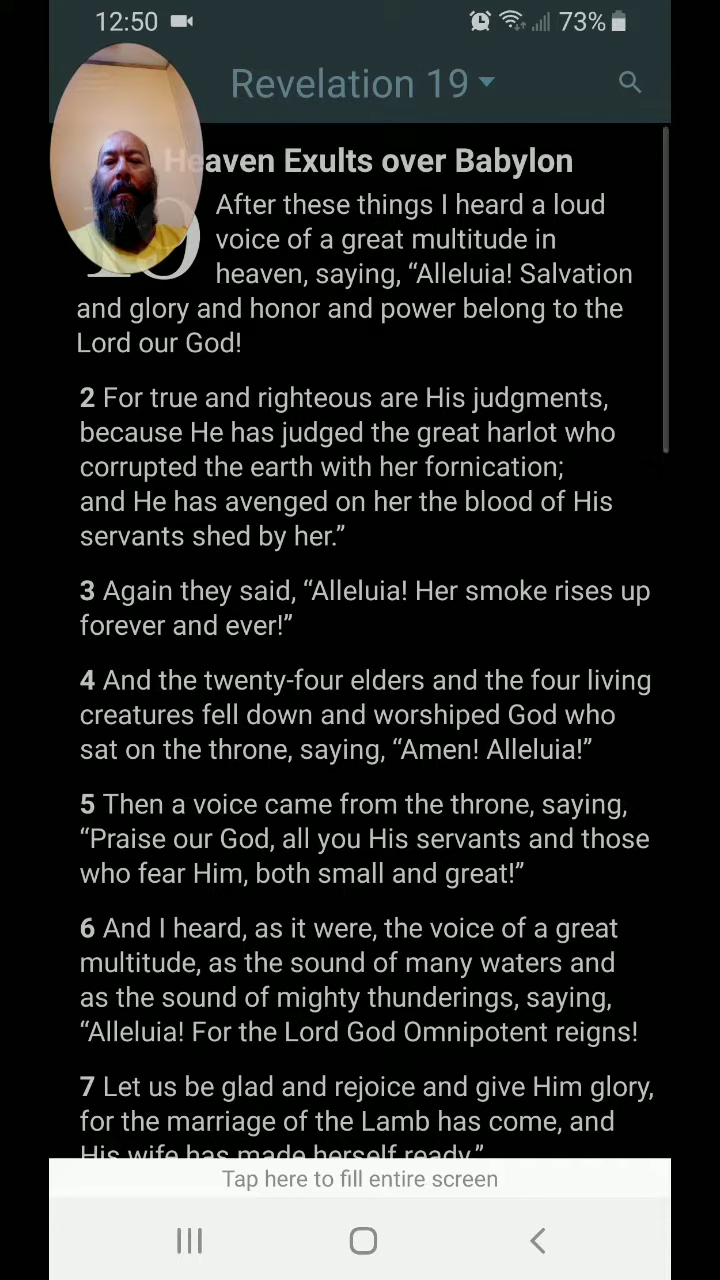 12:50 73%
Revelation 19
Heaven Exults over Babylon
19 After these things I heard a loud
voice of a great multitude in
heaven, saying, “Alleluia! Salvation
and glory and honor and power belong to the
Lord our God!
2 For true and righteous are His judgments,
because He has judged the great harlot who
corrupted the earth with her fornication;
and He has avenged on her the blood of His
servants shed by her.”
3 Again they said, “Alleluia! Her smoke rises up
forever and ever!”
4 And the twenty-four elders and the four living
creatures fell down and worshiped God who
sat on the throne, saying, “Amen! Alleluia!”
5 Then a voice came from the throne, saying,
“Praise our God, all you His servants and those
who fear Him, both small and great!”
6 And I heard, as it were, the voice of a great
multitude, as the sound of many waters and
as the sound of mighty thunderings, saying,
“Alleluia! For the Lord God Omnipotent reigns!
7 Let us be glad and rejoice and give Him glory,
for the marriage of the Lamb has come, and
His wife has made herself ready.”
Tap here to fill entire screen